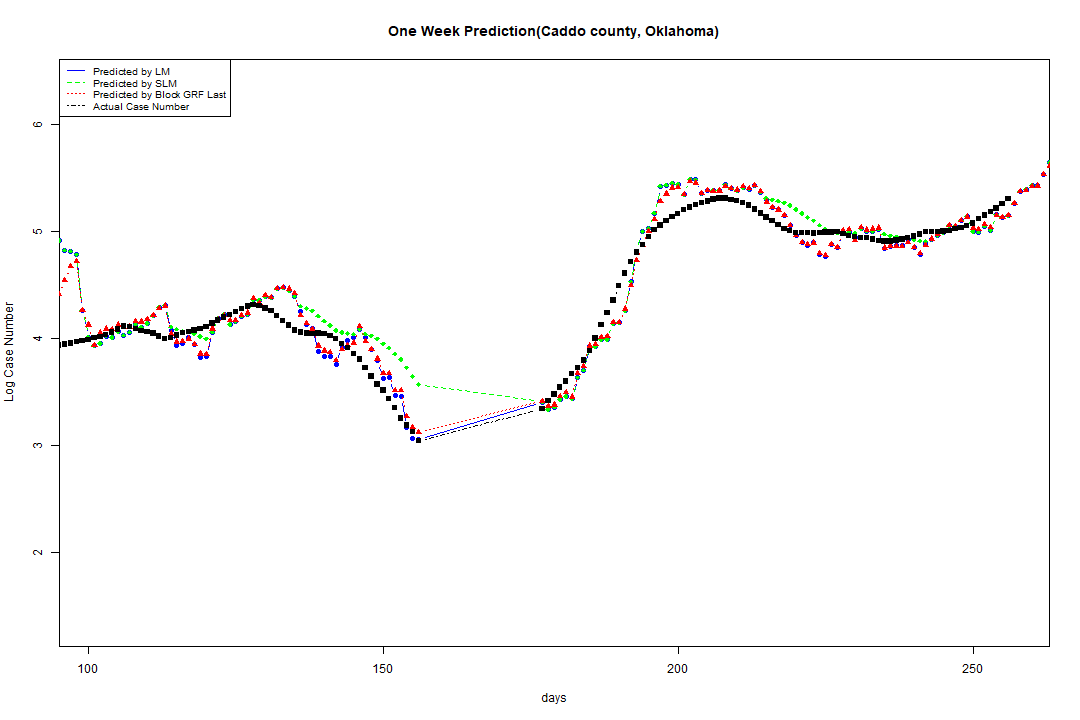 One Week Prediction(Caddo county, Oklahoma)
Predicted by LM
Predicted by SLM
Predicted by Block GRF Last
Actual Case Number
Log Case Number
6
5
4
3
2
100 150 200 250
days